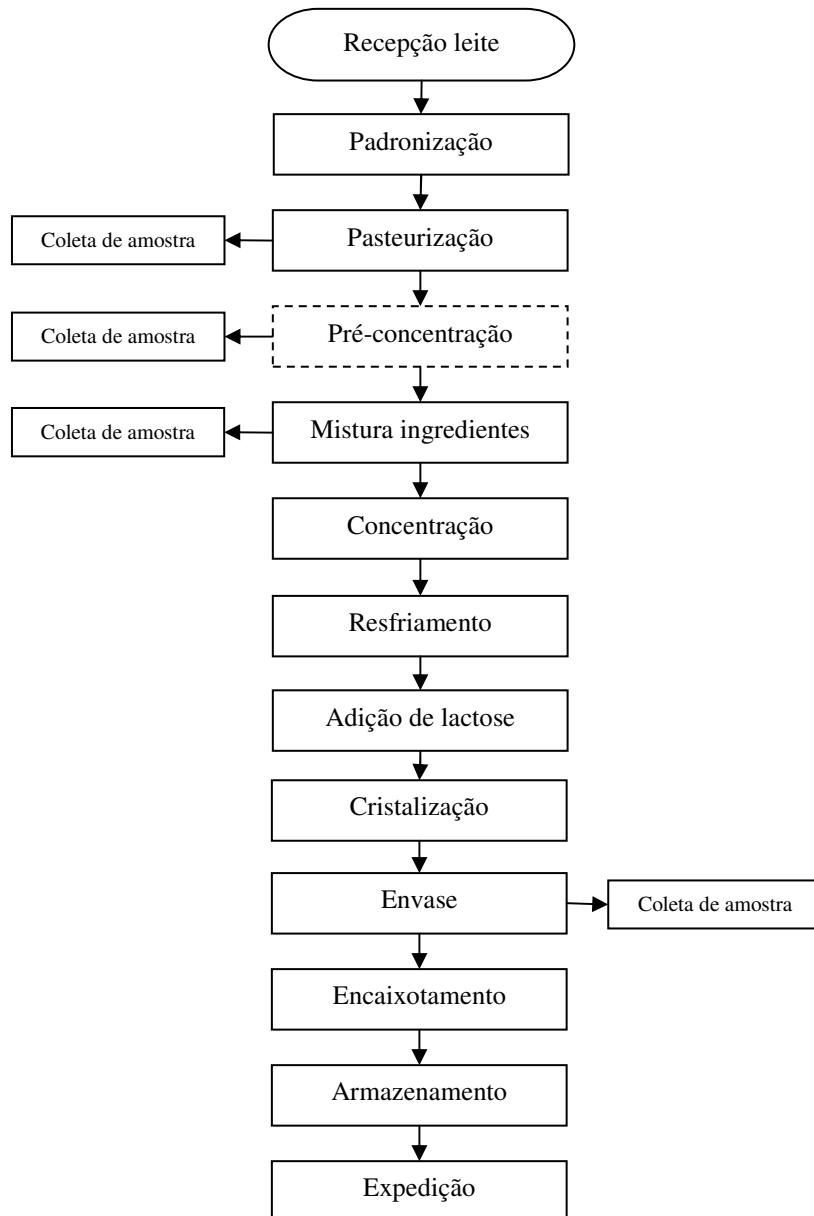 Recepção leite
Padronização
Pasteurização
Coleta de amostra
Pré-concentração
Coleta de amostra
Mistura ingredientes
Coleta de amostra
Concentração
Resfriamento
Adição de lactose
Cristalização
Envase
Coleta de amostra
Encaixotamento
Armazenamento
Expedição